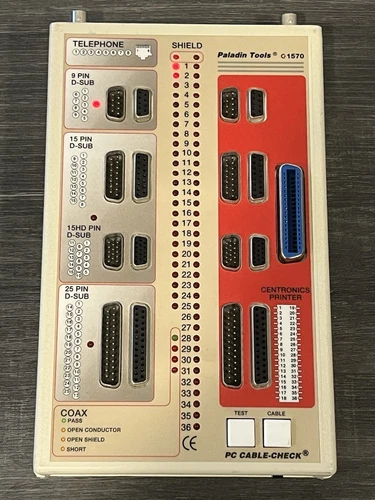 TELEPHONE
1 2 3 4 5 6 7 8
SHIELD
Paladin Tools® 1570
9 PIN
D-SUB
15 PIN
D-SUB
15HD PIN
D-SUB
25 PIN
D-SUB
1
2
3
4
5
6
7
8
9
10
11
12
13
14
15
16
17
18
19
20
21
22
23
24
25
26
27
28
29
30
31
32
33
34
35
36
CENTRONICS
PRINTER
COAX
PASS
OPEN CONDUCTOR
OPEN SHIELD
SHORT
CE
TEST
CABLE
PC CABLE-CHECK®